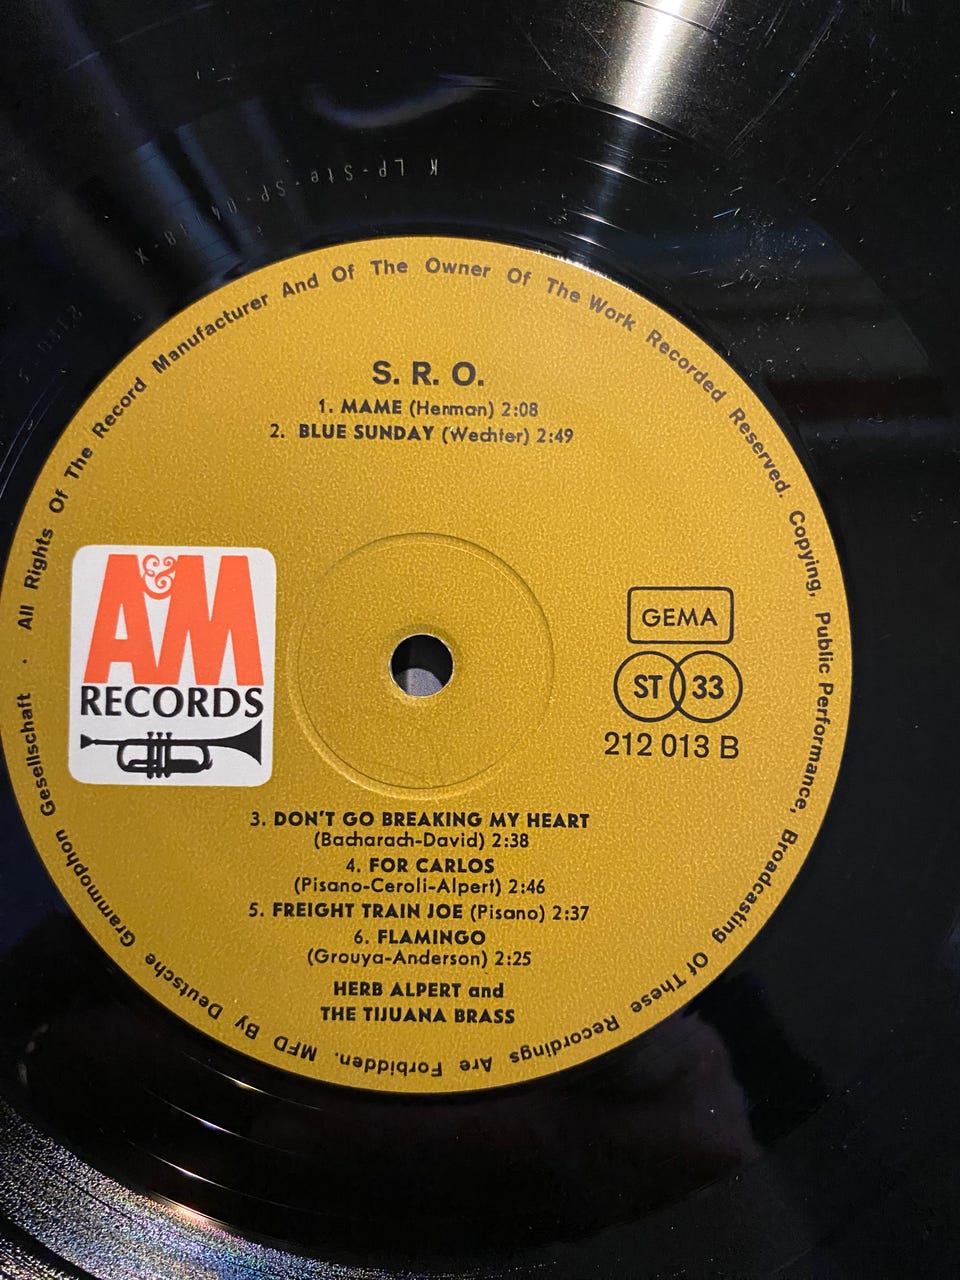 K LP-Ste-SP-0418-X
All Rights Of The Record Manufacturer And Of The Owner Of The Work Recorded Reserved. Copying, Public Performance, Broadcasting Of These Recordings Are Forbidden. MFD By Deutsche Grammophon Gesellschaft ·
S. R. O.
1. MAME (Herman) 2:08
2. BLUE SUNDAY (Wechter) 2:49
A&M
RECORDS
GEMA
ST 33
212 013 B
3. DON'T GO BREAKING MY HEART
(Bacharach-David) 2:38
4. FOR CARLOS
(Pisano-Ceroli-Alpert) 2:46
5. FREIGHT TRAIN JOE (Pisano) 2:37
6. FLAMINGO
(Grouya-Anderson) 2:25
HERB ALPERT and
THE TIJUANA BRASS